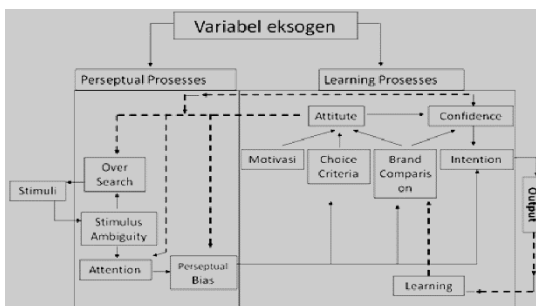 Variabel eksogen
Perseptual Prosesses
Learning Prosesses
Attitute
Confidence
Motivasi
Choice
Criteria
Brand
Comparis
on
Intention
Over
Search
Stimuli
Stimulus
Ambiguity
Attention
Perseptual
Bias
Output
Learning